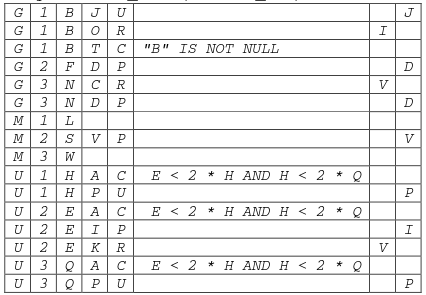 G 1 B J U J
G 1 B O R I
G 1 B T C "B" IS NOT NULL
G 2 F D P D
G 3 N C R V
G 3 N D P D
M 1 L
M 2 S V P V
M 3 W
U 1 H A C E < 2 * H AND H < 2 * Q
U 1 H P U P
U 2 E A C E < 2 * H AND H < 2 * Q
U 2 E I P I
U 2 E K R V
U 3 Q A C E < 2 * H AND H < 2 * Q
U 3 Q P U P